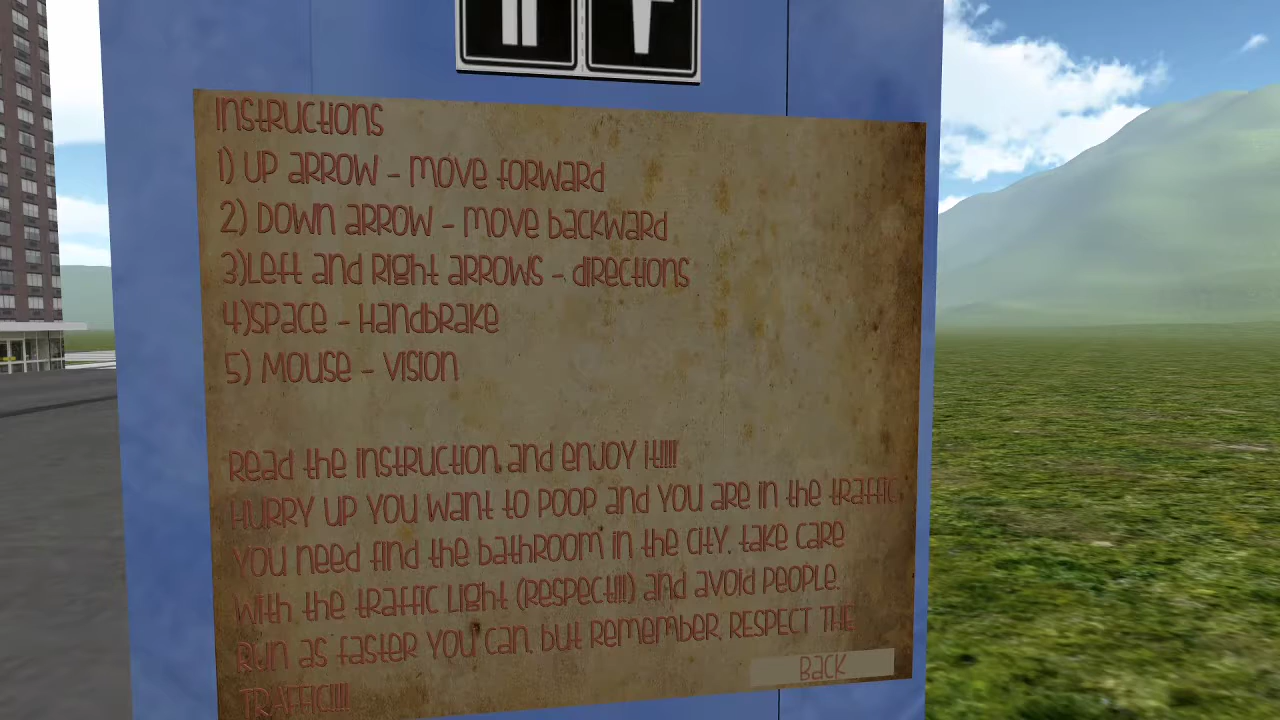 Instructions
1) Up arrow - move forward
2) Down arrow - move backward
3)Left and Right arrows - directions
4)Space - Handbrake
5) Mouse - Vision
Read the instruction and enjoy it!!!!
Hurry up you want to poop and you are in the traffic.
You need find the bathroom in the city, take care
with the traffic light (respect!!!) and avoid people.
Run as faster you can, but remember, RESPECT THE
TRAFFIC!!!!
Back